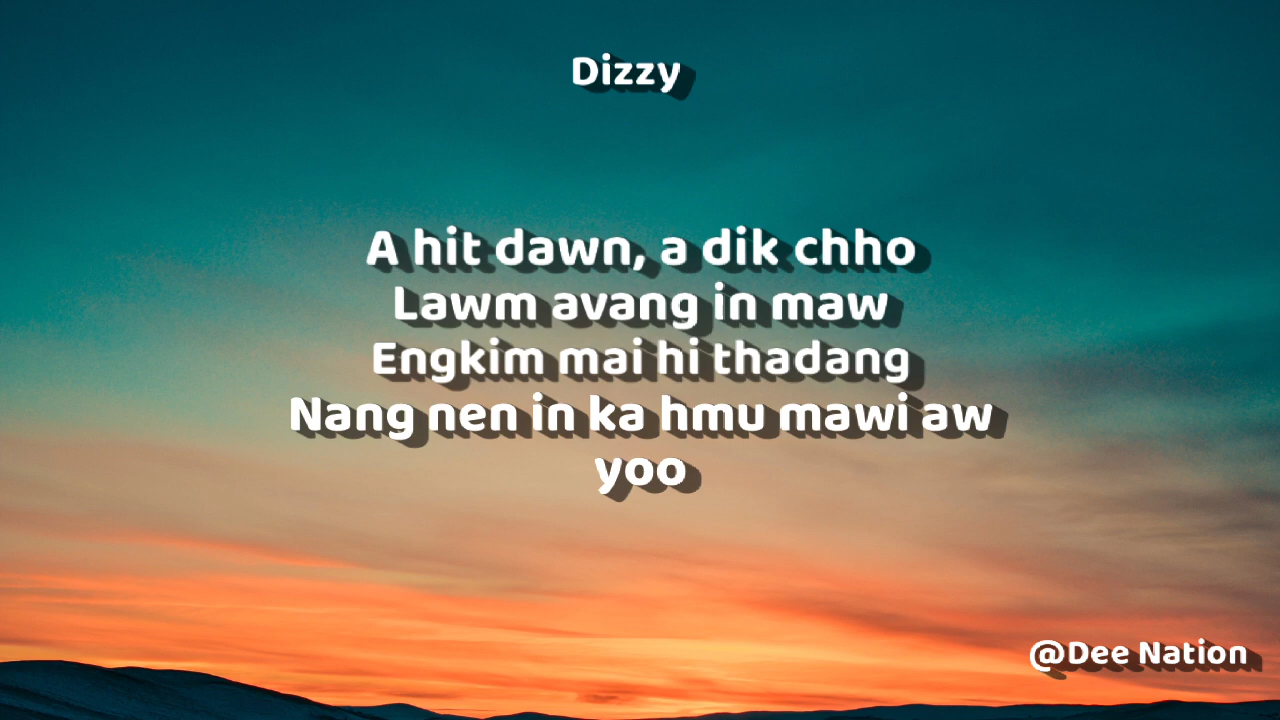 Dizzy
A hit dawn, a dik chho
Lawm avang in maw
Engkim mai hi thadang
Nang nen in ka hmu mawi aw
yoo
@Dee Nation